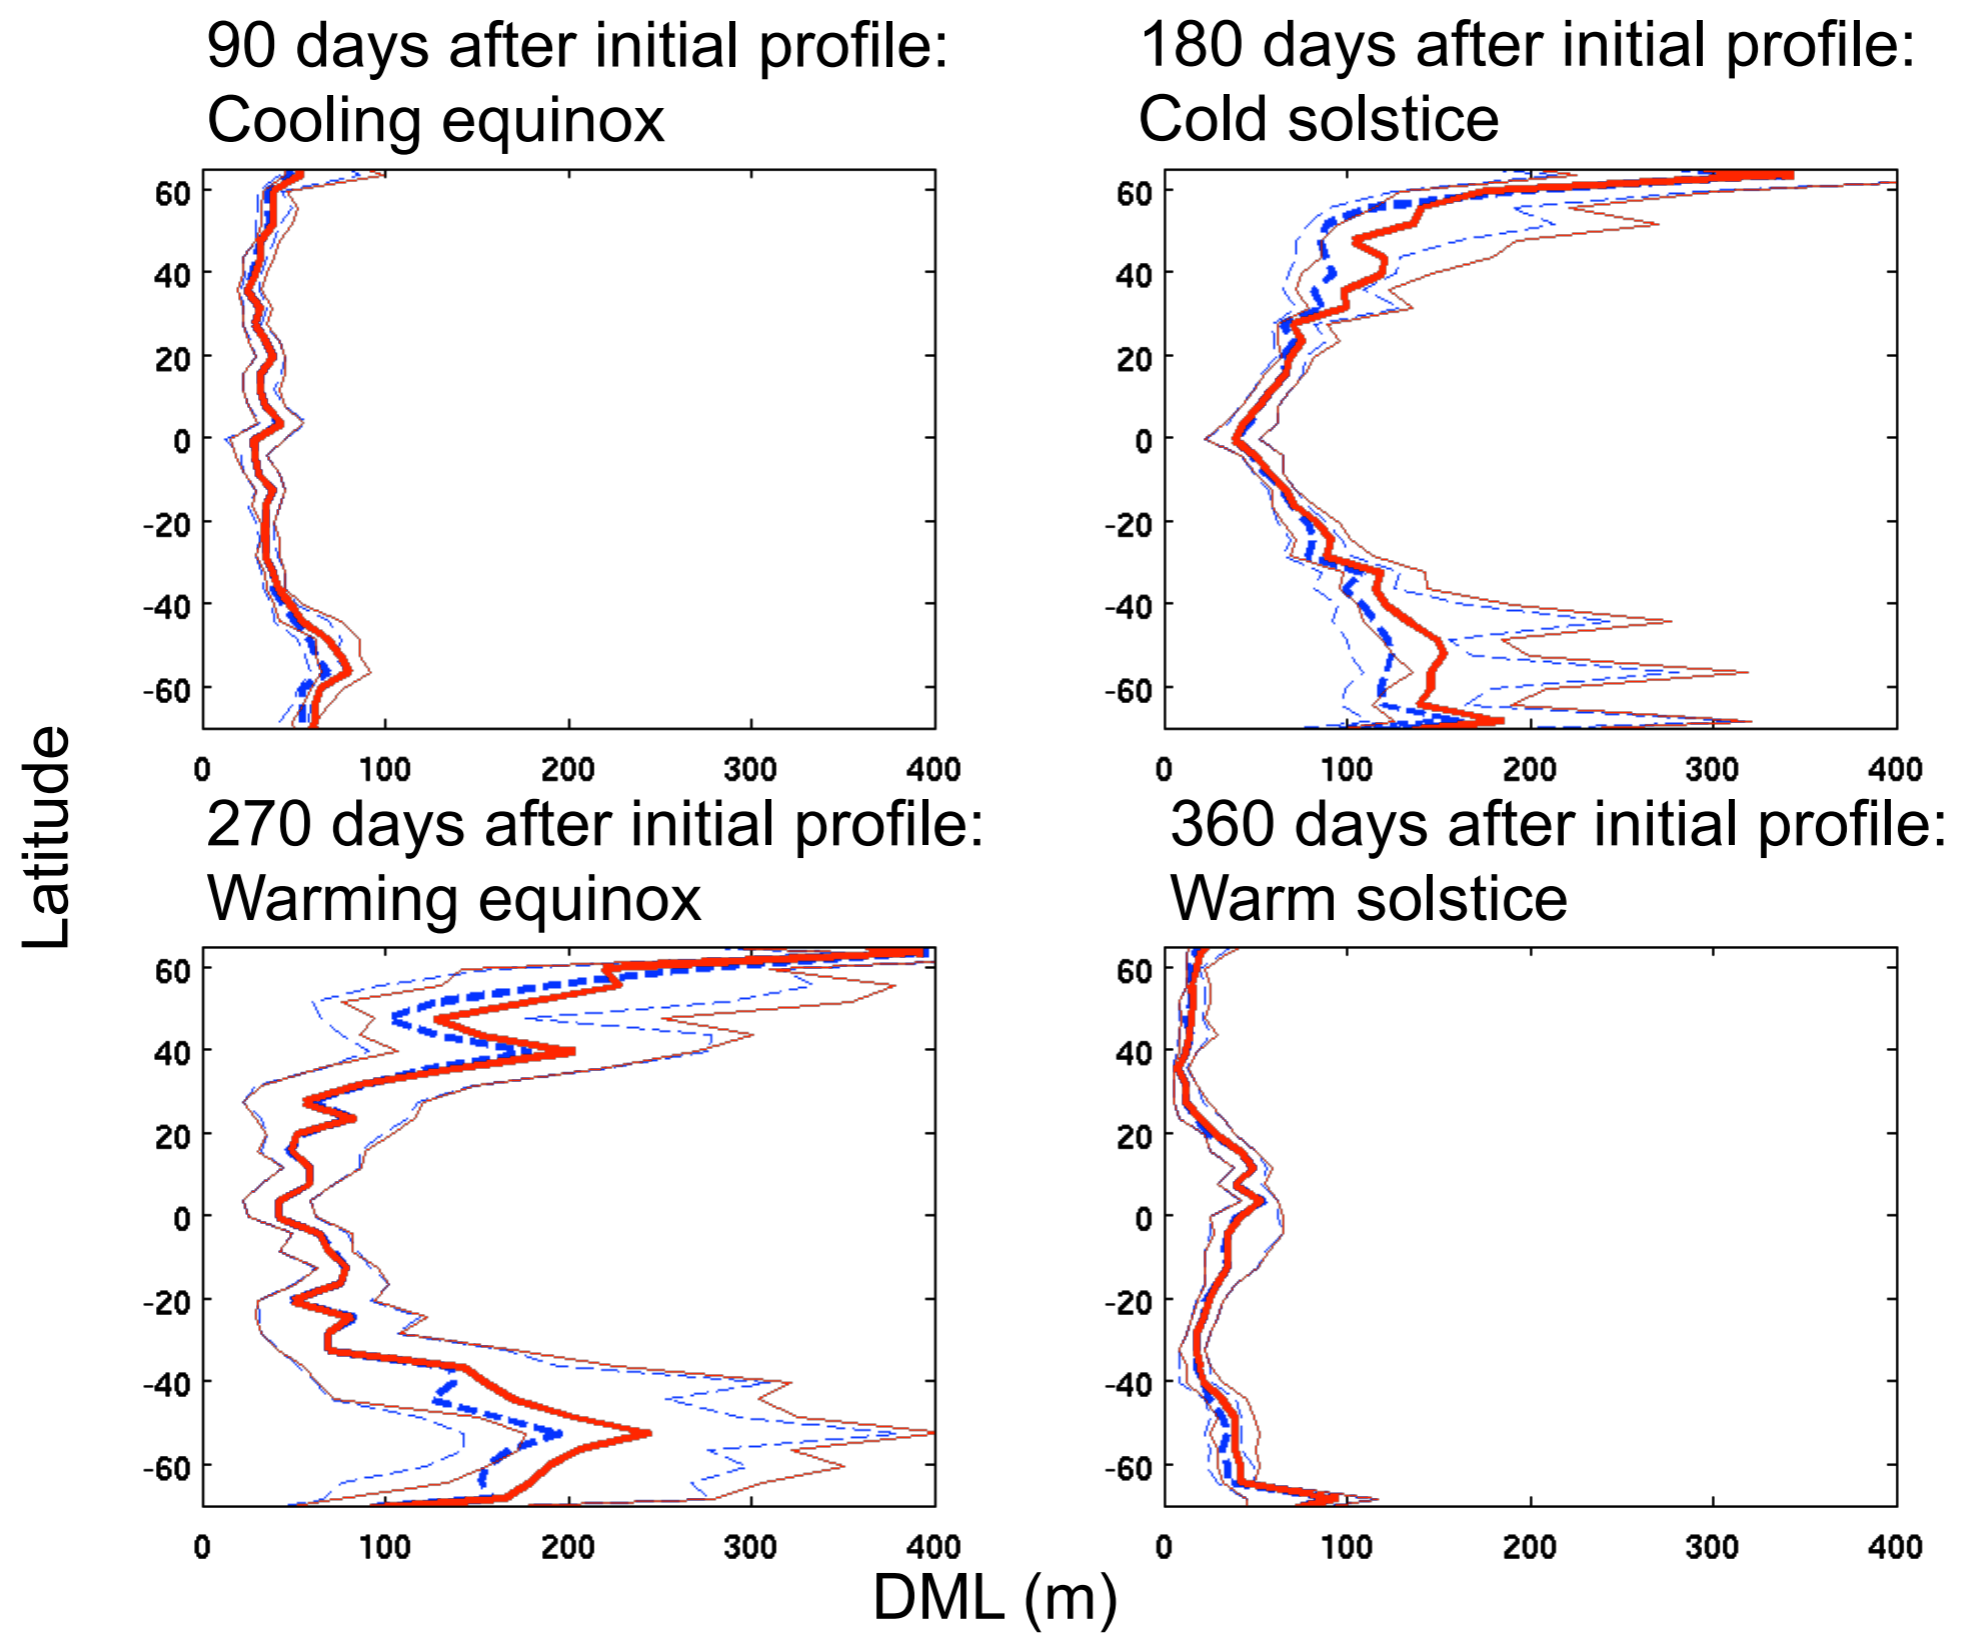 90 days after initial profile:
Cooling equinox
180 days after initial profile:
Cold solstice
60
40
20
0
-20
-40
-60
0 100 200 300 400
60
40
20
0
-20
-40
-60
0 100 200 300 400
270 days after initial profile:
Warming equinox
360 days after initial profile:
Warm solstice
60
40
20
0
-20
-40
-60
0 100 200 300 400
60
40
20
0
-20
-40
-60
0 100 200 300 400
Latitude
DML (m)